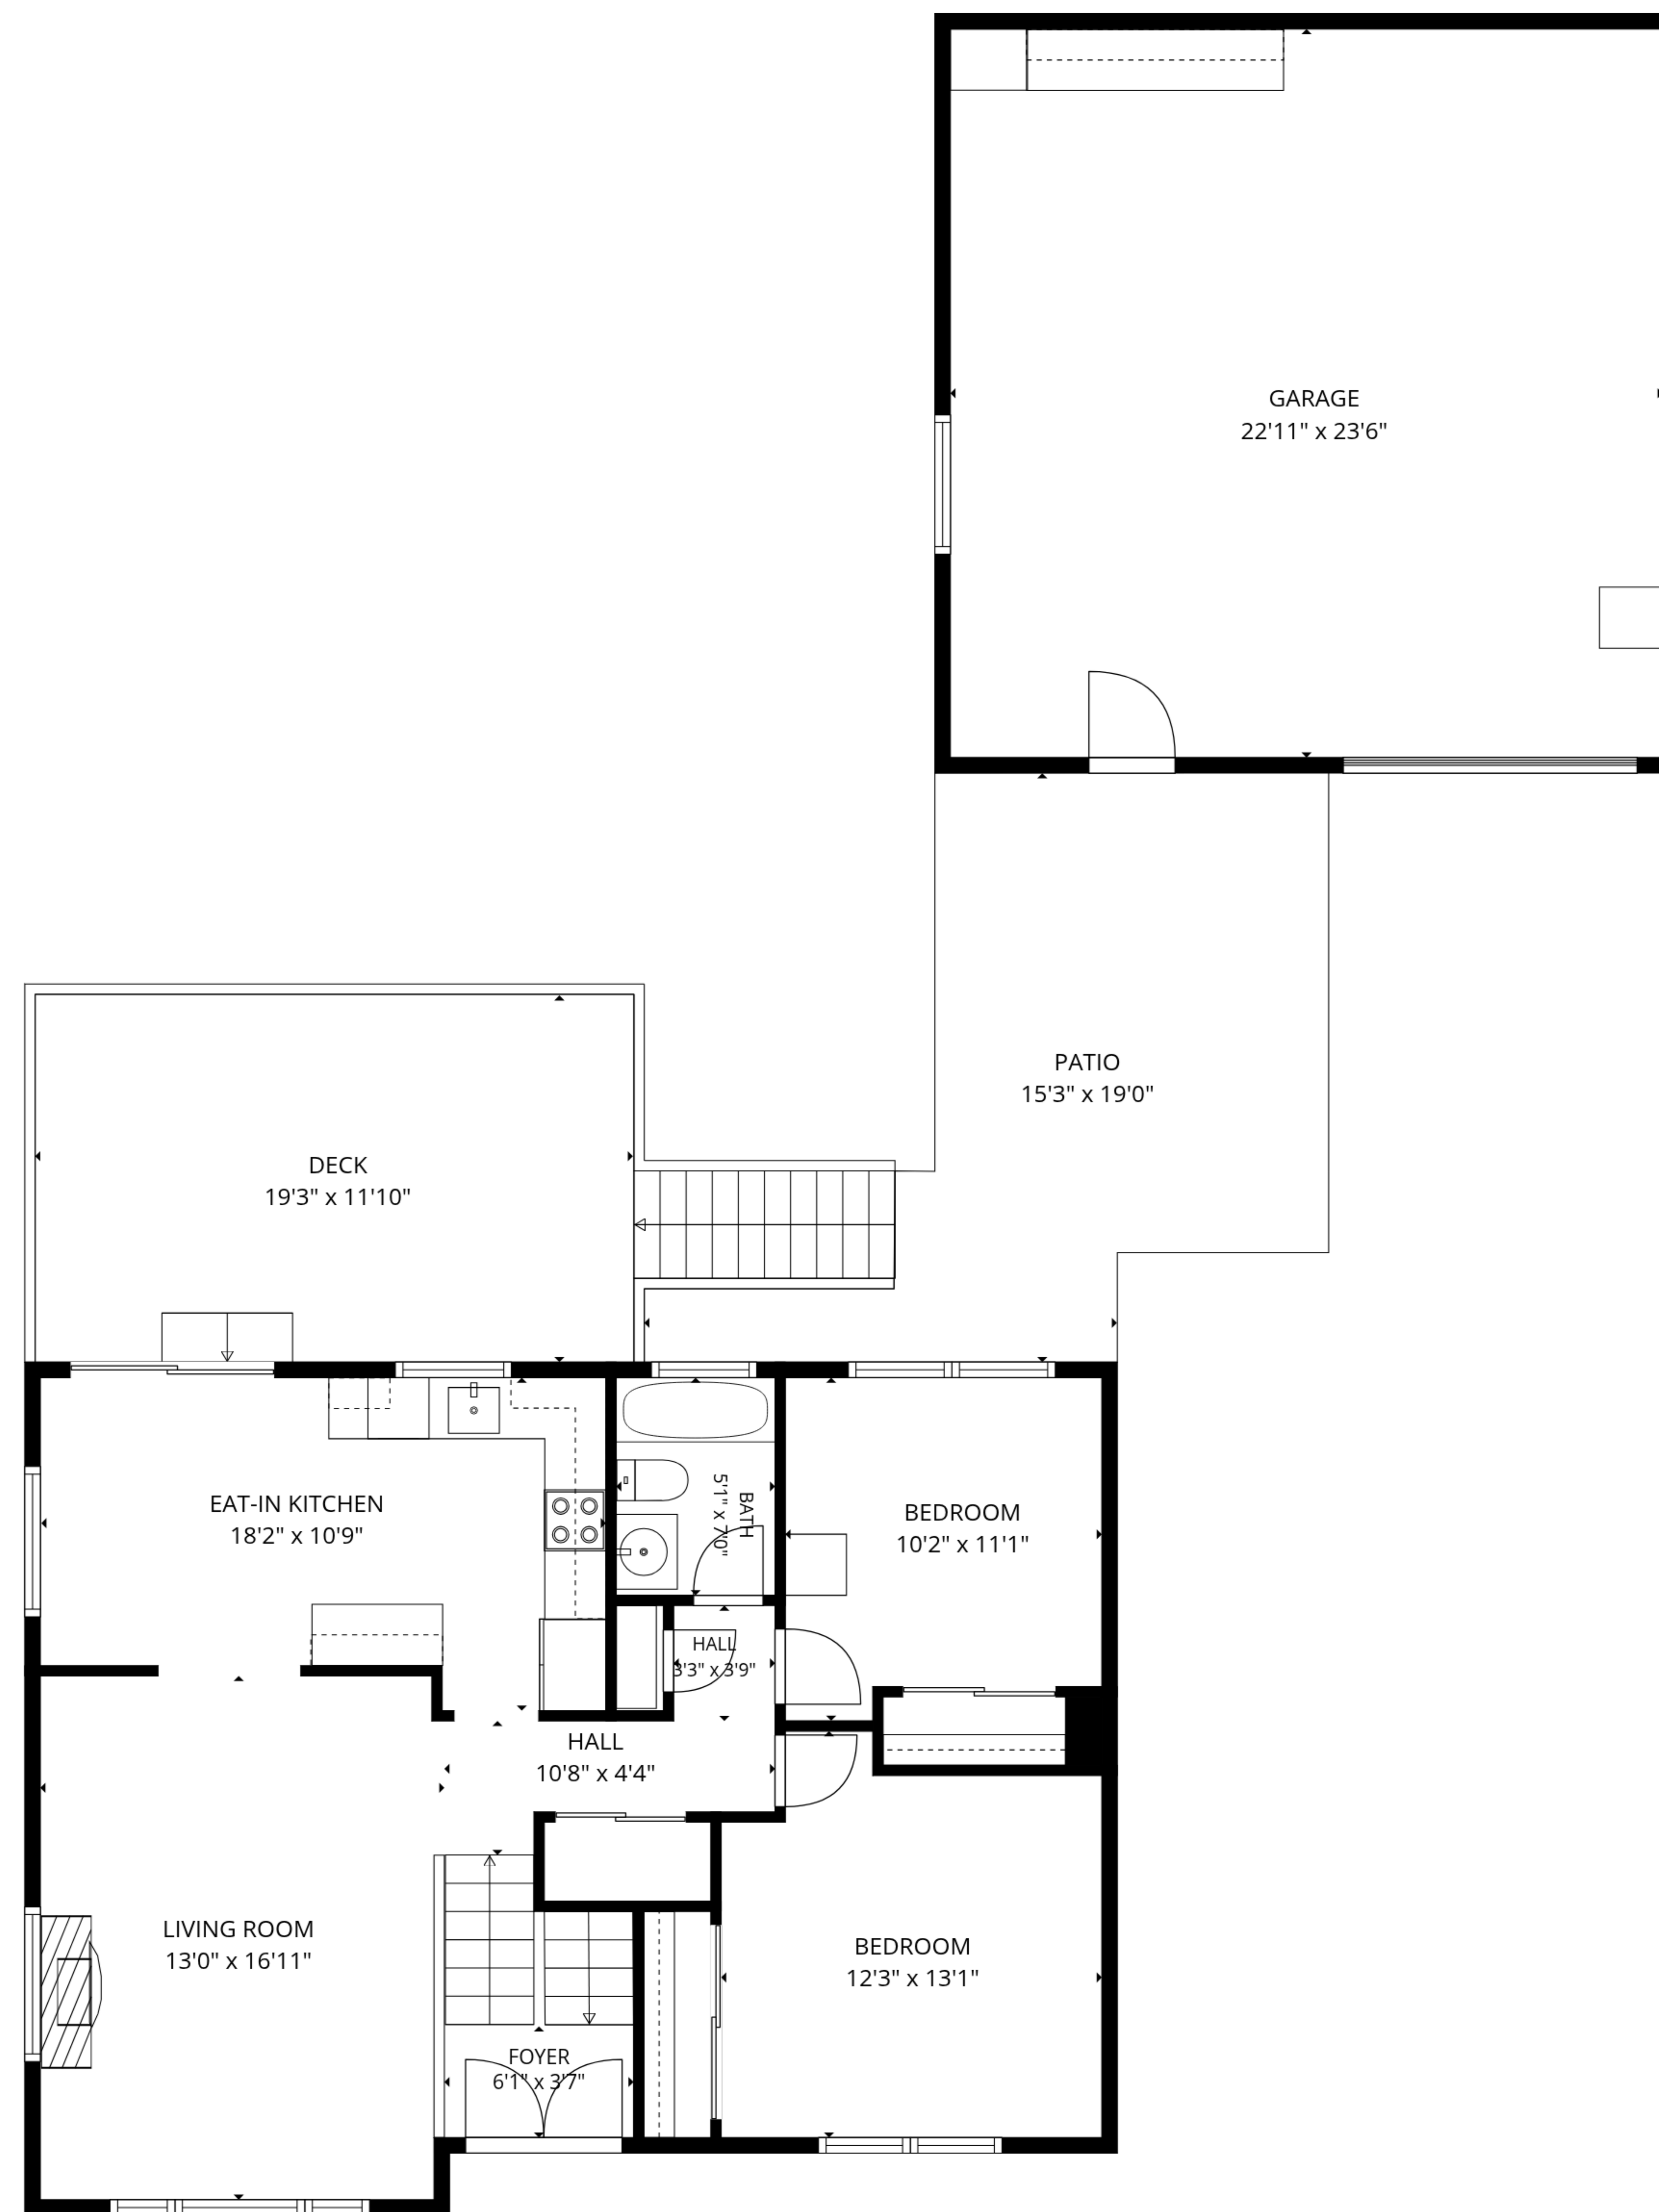 GARAGE
22'11" x 23'6"
PATIO
15'3" x 19'0"
DECK
19'3" x 11'10"
EAT-IN KITCHEN
18'2" x 10'9"
BATH
5'1" x 7'0"
BEDROOM
10'2" x 11'1"
HALL
3'3" x 3'9"
HALL
10'8" x 4'4"
LIVING ROOM
13'0" x 16'11"
BEDROOM
12'3" x 13'1"
FOYER
6'1" x 3'7"